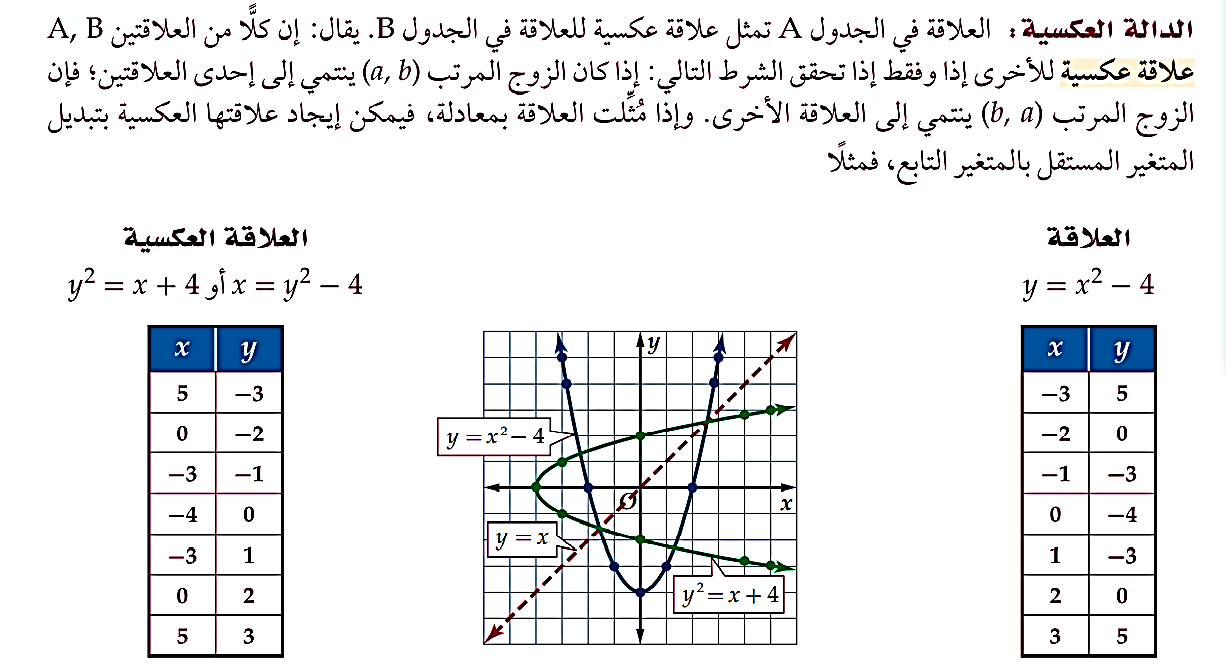 الدالة العكسية: العلاقة في الجدول A تمثل علاقة عكسية للعلاقة في الجدول B. يقال: إن كلًّا من العلاقتين A, B
علاقة عكسية للأخرى إذا وفقط إذا تحقق الشرط التالي: إذا كان الزوج المرتب (a, b) ينتمي إلى إحدى العلاقتين؛ فإن
الزوج المرتب (b, a) ينتمي إلى العلاقة الأخرى. وإذا مُثِّلت العلاقة بمعادلة، فيمكن إيجاد علاقتها العكسية بتبديل
المتغير المستقل بالمتغير التابع، فمثلًا
العلاقة
y = x² − 4
x y
−3 5
−2 0
−1 −3
0 −4
1 −3
2 0
3 5
y
x
O
y = x² − 4
y = x
y² = x + 4
العلاقة العكسية
x = y² − 4 أو y² = x + 4
x y
5 −3
0 −2
−3 −1
−4 0
−3 1
0 2
5 3